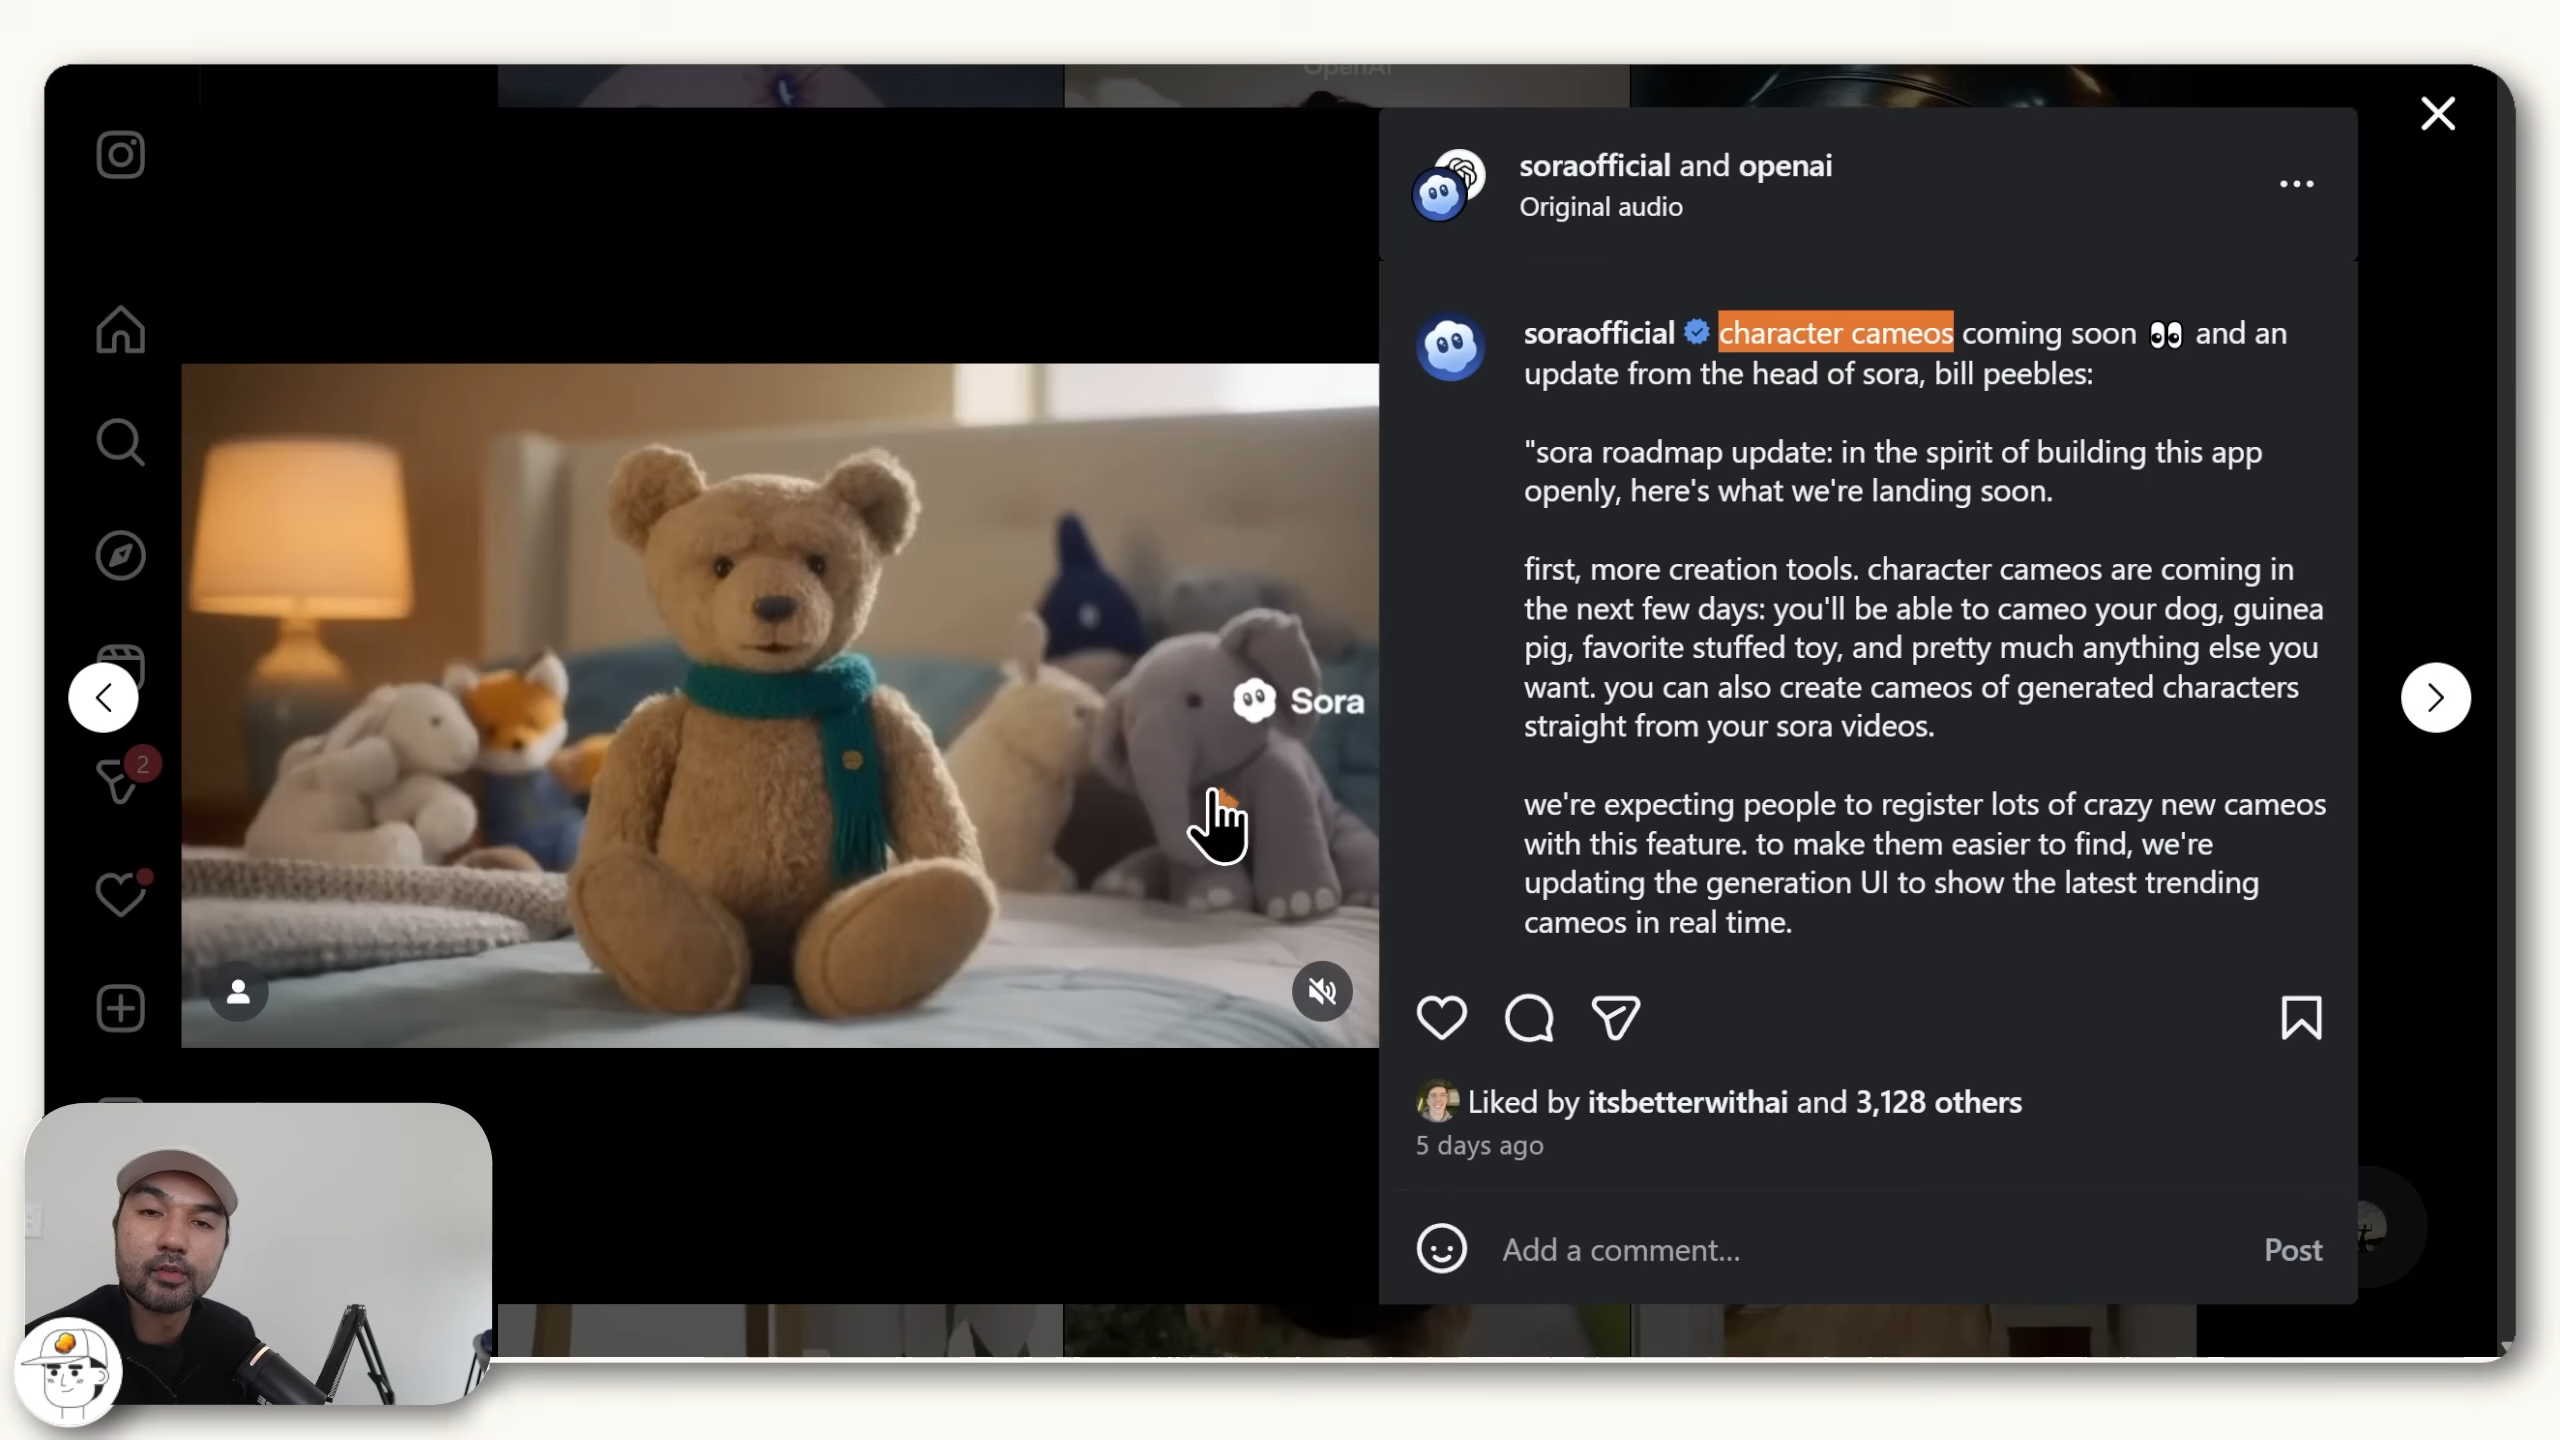 OpenAI
soraofficial and openai
Original audio
soraofficial character cameos coming soon 👀 and an
update from the head of sora, bill peebles:
"sora roadmap update: in the spirit of building this app
openly, here's what we're landing soon.
first, more creation tools. character cameos are coming in
the next few days: you'll be able to cameo your dog, guinea
pig, favorite stuffed toy, and pretty much anything else you
want. you can also create cameos of generated characters
straight from your sora videos.
we're expecting people to register lots of crazy new cameos
with this feature. to make them easier to find, we're
updating the generation UI to show the latest trending
cameos in real time.
Sora
2
Liked by itsbetterwithai and 3,128 others
5 days ago
Add a comment...
Post